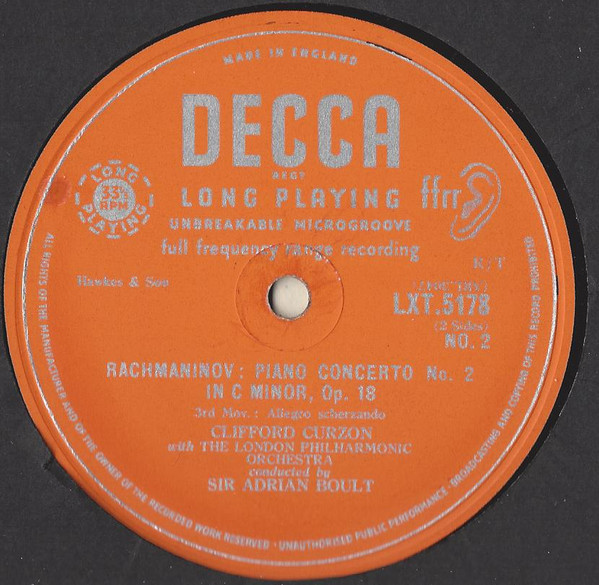 MADE IN ENGLAND
DECCA
REGT
LONG PLAYING
ffrr
LONG
33⅓
RPM
PLAYING
UNBREAKABLE MICROGROOVE
full frequency range recording
R/T
Hawkes & Son
LXT.5178
(2 Sides)
NO. 2
RACHMANINOV: PIANO CONCERTO No. 2
IN C MINOR, Op. 18
3rd Mov.: Allegro scherzando
CLIFFORD CURZON
with THE LONDON PHILHARMONIC
ORCHESTRA
conducted by
SIR ADRIAN BOULT
ALL RIGHTS OF THE MANUFACTURER AND OF THE OWNER OF THE RECORDED WORK RESERVED · UNAUTHORISED PUBLIC PERFORMANCE · BROADCASTING AND COPYING OF THIS RECORD PROHIBITED